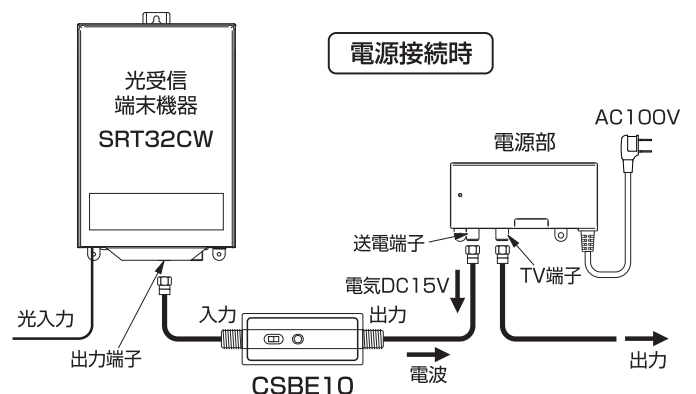 電源接続時
光受信
端末機器
SRT32CW
AC100V
電源部
送電端子
TV端子
電気DC15V
光入力
入力
出力
出力端子
電波
出力
CSBE10